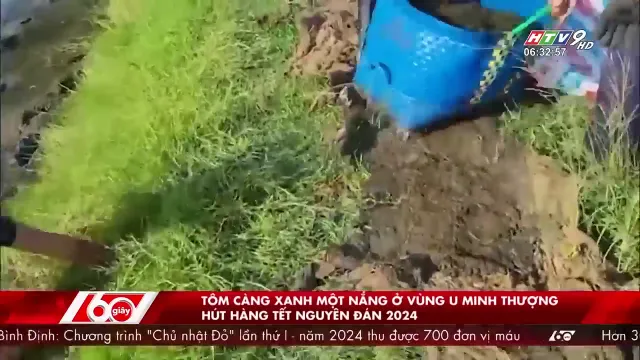 HTV9 HD
06:32:57
TÔM CÀNG XANH MỘT NẮNG Ở VÙNG U MINH THƯỢNG
HÚT HÀNG TẾT NGUYÊN ĐÁN 2024
60 giây
Bình Định: Chương trình "Chủ nhật Đỏ" lần thứ I - năm 2024 thu được 700 đơn vị máu
60